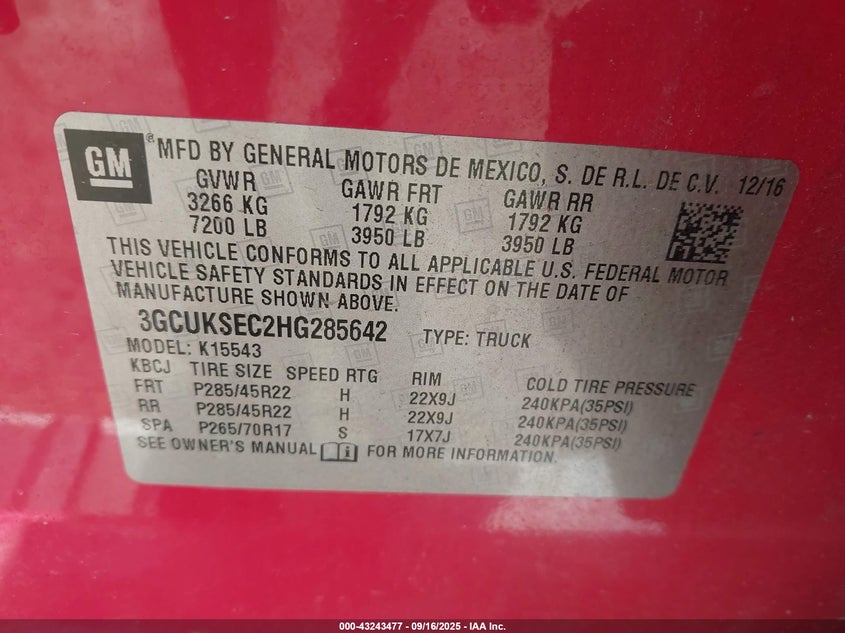 GM ® MFD BY GENERAL MOTORS DE MEXICO, S. DE R.L. DE C.V. 12/16
GVWR GAWR FRT GAWR RR
3266 KG 1792 KG 1792 KG
7200 LB 3950 LB 3950 LB
THIS VEHICLE CONFORMS TO ALL APPLICABLE U.S. FEDERAL MOTOR
VEHICLE SAFETY STANDARDS IN EFFECT ON THE DATE OF
MANUFACTURE SHOWN ABOVE.
3GCUKSEC2HG285642 TYPE: TRUCK
MODEL: K15543
KBCJ TIRE SIZE SPEED RTG RIM COLD TIRE PRESSURE
FRT P285/45R22 H 22X9J 240KPA(35PSI)
RR P285/45R22 H 22X9J 240KPA(35PSI)
SPA P265/70R17 S 17X7J 240KPA(35PSI)
SEE OWNER'S MANUAL FOR MORE INFORMATION.
000-43243477 - 09/16/2025 - IAA Inc.